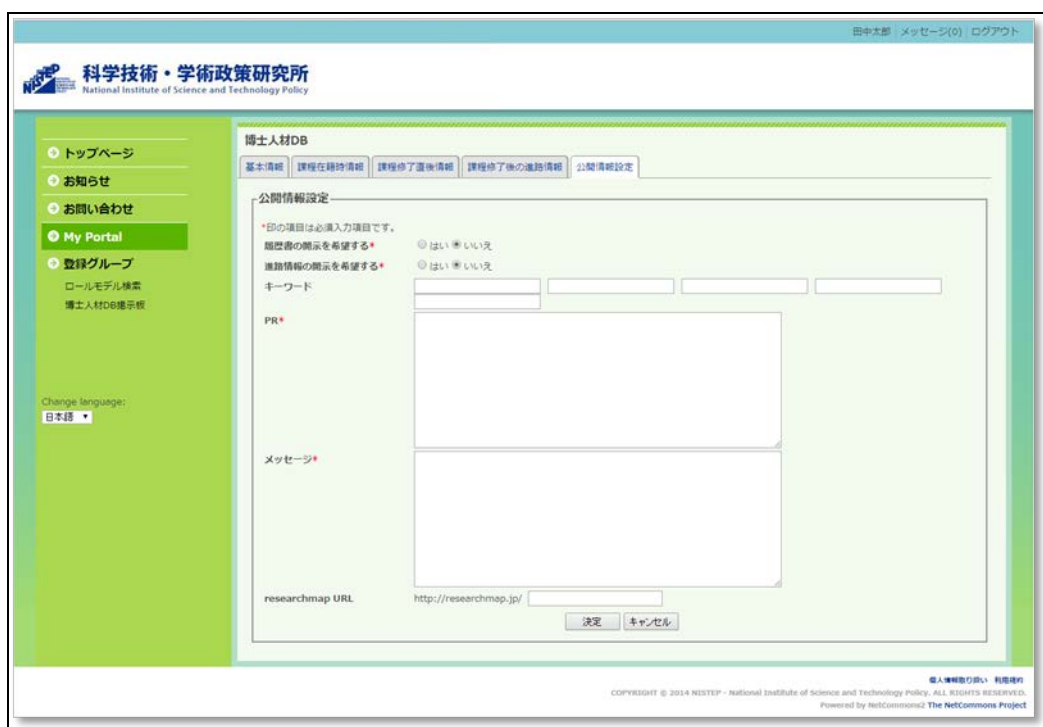 田中太郎 | メッセージ(0) | ログアウト
NISTEP 科学技術・学術政策研究所
National Institute of Science and Technology Policy
トップページ
お知らせ
お問い合わせ
My Portal
登録グループ
ロールモデル検索
博士人材DB掲示板
Change language:
日本語
博士人材DB
基本情報 課程在籍時情報 課程修了直後情報 課程修了後の進路情報 公開情報設定
公開情報設定
*印の項目は必須入力項目です。
履歴書の開示を希望する* はい いいえ
進路情報の開示を希望する* はい いいえ
キーワード
PR*
メッセージ*
researchmap URL http://researchmap.jp/
決定 キャンセル
個人情報取り扱い 利用規約
COPYRIGHT © 2014 NISTEP - National Institute of Science and Technology Policy. ALL RIGHTS RESERVED.
Powered by NetCommons2 The NetCommons Project